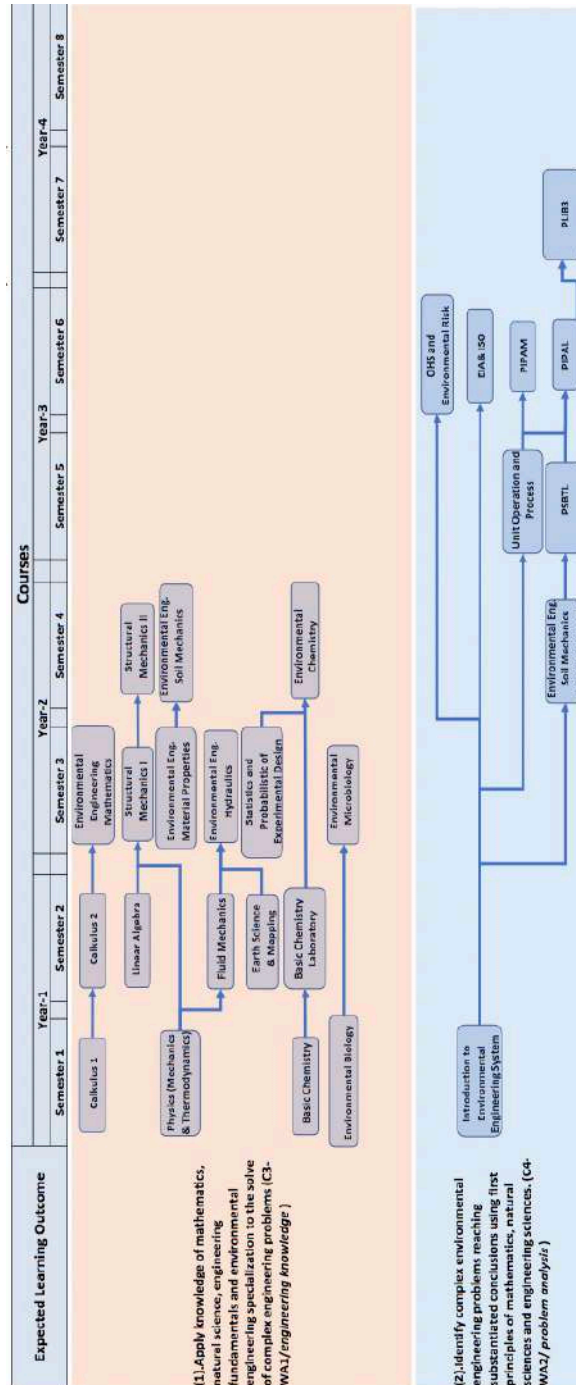 Expected Learning Outcome
Courses
Year-1
Year-2
Year-3
Year-4
Semester 1
Semester 2
Semester 3
Semester 4
Semester 5
Semester 6
Semester 7
Semester 8
(1).Apply knowledge of mathematics,
natural science, engineering
fundamentals and environmental
engineering specialization to the solve
of complex engineering problems (C3-
WA1/engineering knowledge )
Calkulus 1
Calkulus 2
Environmental
Engineering
Mathematics
Linear Algebra
Structural
Mechanics I
Structural
Mechanics II
Physics (Mechanics
& Thermodynamics)
Environmental Eng.
Material Properties
Environmental Eng.
Soil Mechanics
Fluid Mechanics
Environmental Eng.
Hydraulics
Earth Science
& Mapping
Statistics and
Probabilistic of
Experimental Design
Basic Chemistry
Basic Chemistry
Laboratory
Environmental
Chemistry
Environmental Biology
Environmental
Microbiology
(2).Identify complex environmental
engineering problems reaching
substantiated conclusions using first
principles of mathematics, natural
sciences and engineering sciences. (C4-
WA2/ problem analysis )
Introduction to
Environmental
Engineering System
OHS and
Environmental Risk
EIA & ISO
Unit Operation and
Process
PIPAM
Environmental Eng.
Soil Mechanics
PSBTL
PIPAL
PLIB3